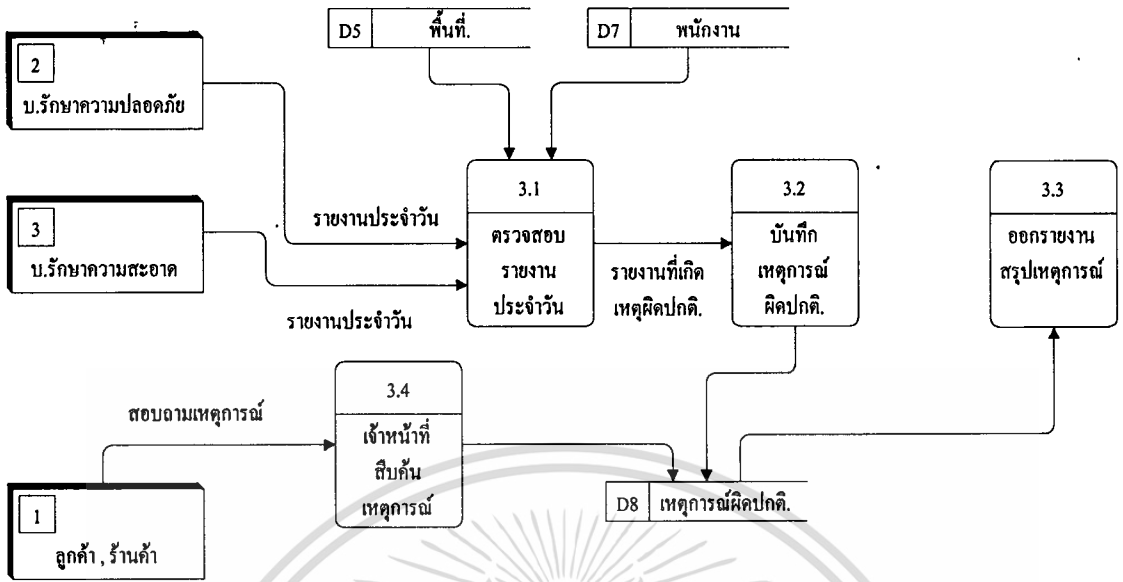 D5 พื้นที่.
D7 พนักงาน
2
บ.รักษาความปลอดภัย
3
บ.รักษาความสะอาด
รายงานประจำวัน
รายงานประจำวัน
3.1
ตรวจสอบ
รายงาน
ประจำวัน
รายงานที่เกิด
เหตุผิดปกติ.
3.2
บันทึก
เหตุการณ์
ผิดปกติ.
3.3
ออกรายงาน
สรุปเหตุการณ์
สอบถามเหตุการณ์
3.4
เจ้าหน้าที่
สืบค้น
เหตุการณ์
1
ลูกค้า , ร้านค้า
D8 เหตุการณ์ผิดปกติ.